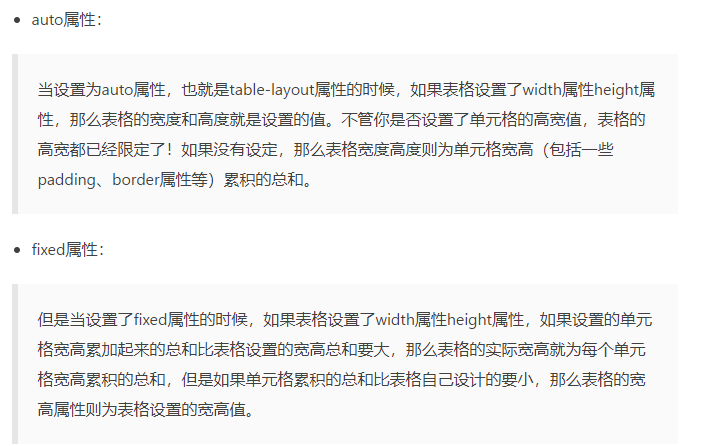 auto属性：
当设置为auto属性，也就是table-layout属性的时候，如果表格设置了width属性height属
性，那么表格的宽度和高度就是设置的值。不管你是否设置了单元格的高宽值，表格的
高宽都已经限定了！如果没有设定，那么表格宽度高度则为单元格宽高（包括一些
padding、border属性等）累积的总和。
fixed属性：
但是当设置了fixed属性的时候，如果表格设置了width属性height属性，如果设置的单元
格宽高累加起来的总和比表格设置的宽高总和要大，那么表格的实际宽高就为每个单元
格宽高累积的总和，但是如果单元格累积的总和比表格自己设计的要小，那么表格的宽
高属性则为表格设置的宽高值。